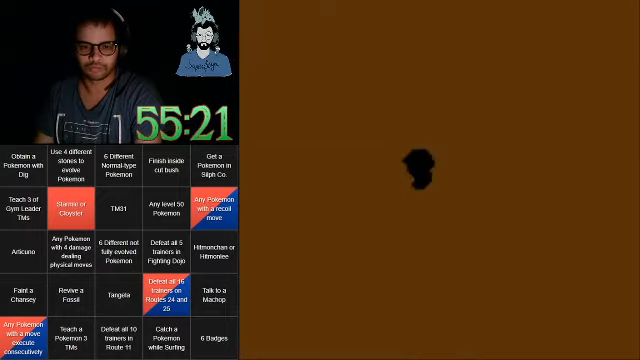 55:21
Obtain a
Pokemon with
Dig
Use 4 different
stones to
evolve
Pokemon
6 Different
Normal-type
Pokemon
Finish inside
cut bush
Get a
Pokemon in
Silph Co.
Teach 3 of
Gym Leader
TMs
Starmie or
Cloyster
TM31
Any level 50
Pokemon
Any Pokemon
with a recoil
move
Articuno
Any Pokemon
with 4 damage
dealing
physical moves
6 Different not
fully evolved
Pokemon
Defeat all 5
trainers in
Fighting Dojo
Hitmonchan or
Hitmonlee
Faint a
Chansey
Revive a
Fossil
Tangela
Defeat all 16
trainers on
Routes 24 and
25
Talk to a
Machop
Any Pokemon
with a move
execute
consecutively
Teach a
Pokemon 3
TMs
Defeat all 10
trainers in
Route 11
Catch a
Pokemon
while Surfing
6 Badges